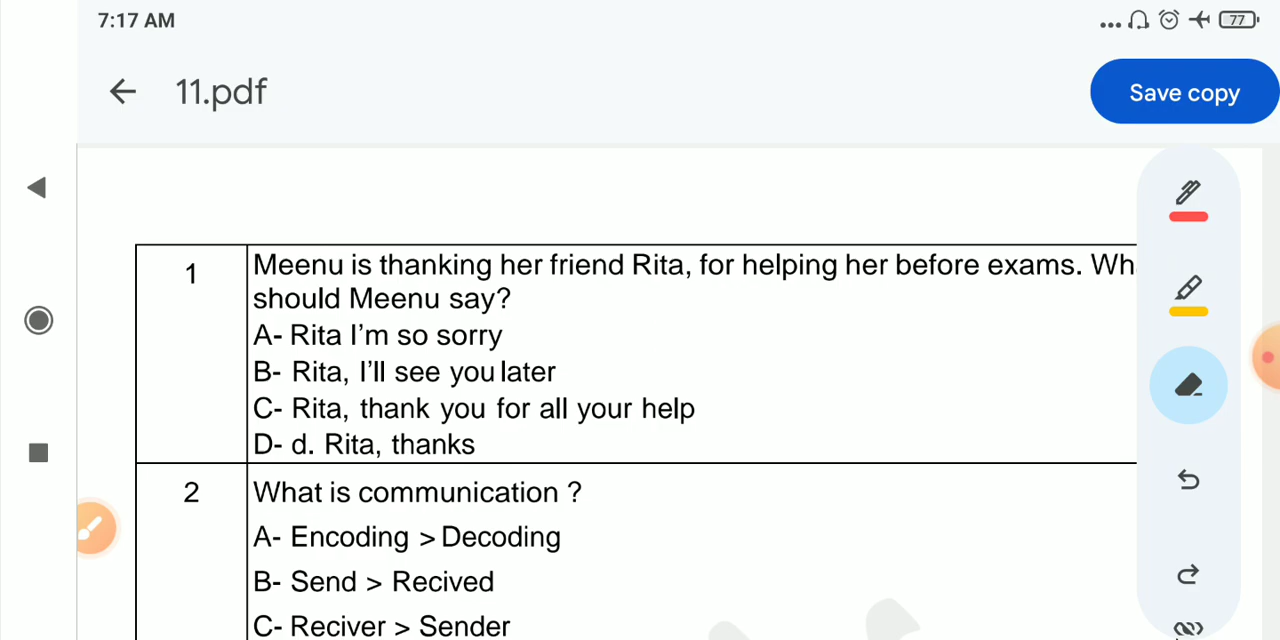 7:17 AM
77
11.pdf
Save copy
1
Meenu is thanking her friend Rita, for helping her before exams. Wh
should Meenu say?
A- Rita I'm so sorry
B- Rita, I'll see you later
C- Rita, thank you for all your help
D- d. Rita, thanks
2
What is communication ?
A- Encoding > Decoding
B- Send > Recived
C- Reciver > Sender